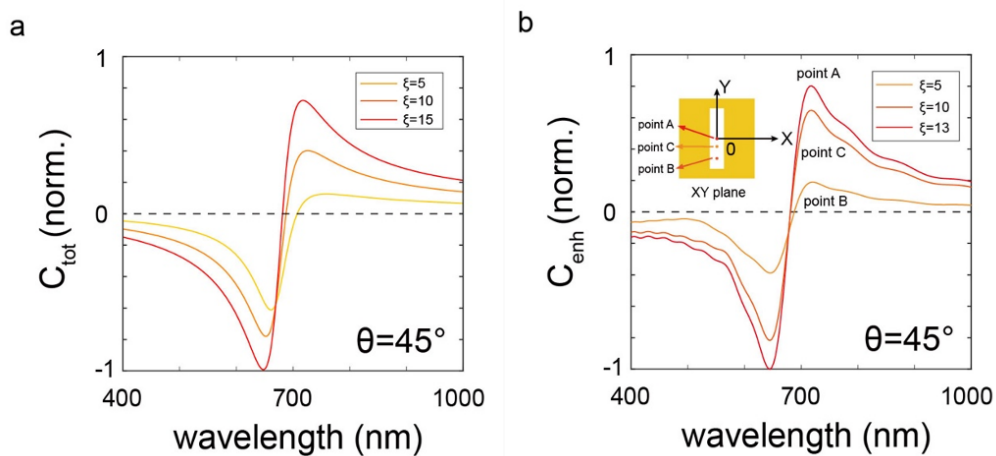 a
1
0
-1
C_tot (norm.)
ξ=5
ξ=10
ξ=15
θ=45°
400
700
1000
wavelength (nm)
b
1
0
-1
C_enh (norm.)
point A
Y
point A
point C
point B
X
0
XY plane
point C
point B
ξ=5
ξ=10
ξ=13
θ=45°
400
700
1000
wavelength (nm)